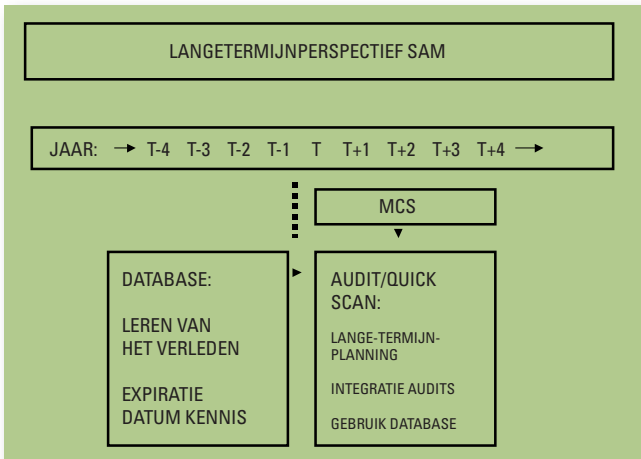 LANGETERMIJNPERSPECTIEF SAM
JAAR: → T-4 T-3 T-2 T-1 T T+1 T+2 T+3 T+4 →
MCS
DATABASE:
LEREN VAN
HET VERLEDEN
EXPIRATIE
DATUM KENNIS
AUDIT/QUICK
SCAN:
LANGE-TERMIJN-
PLANNING
INTEGRATIE AUDITS
GEBRUIK DATABASE